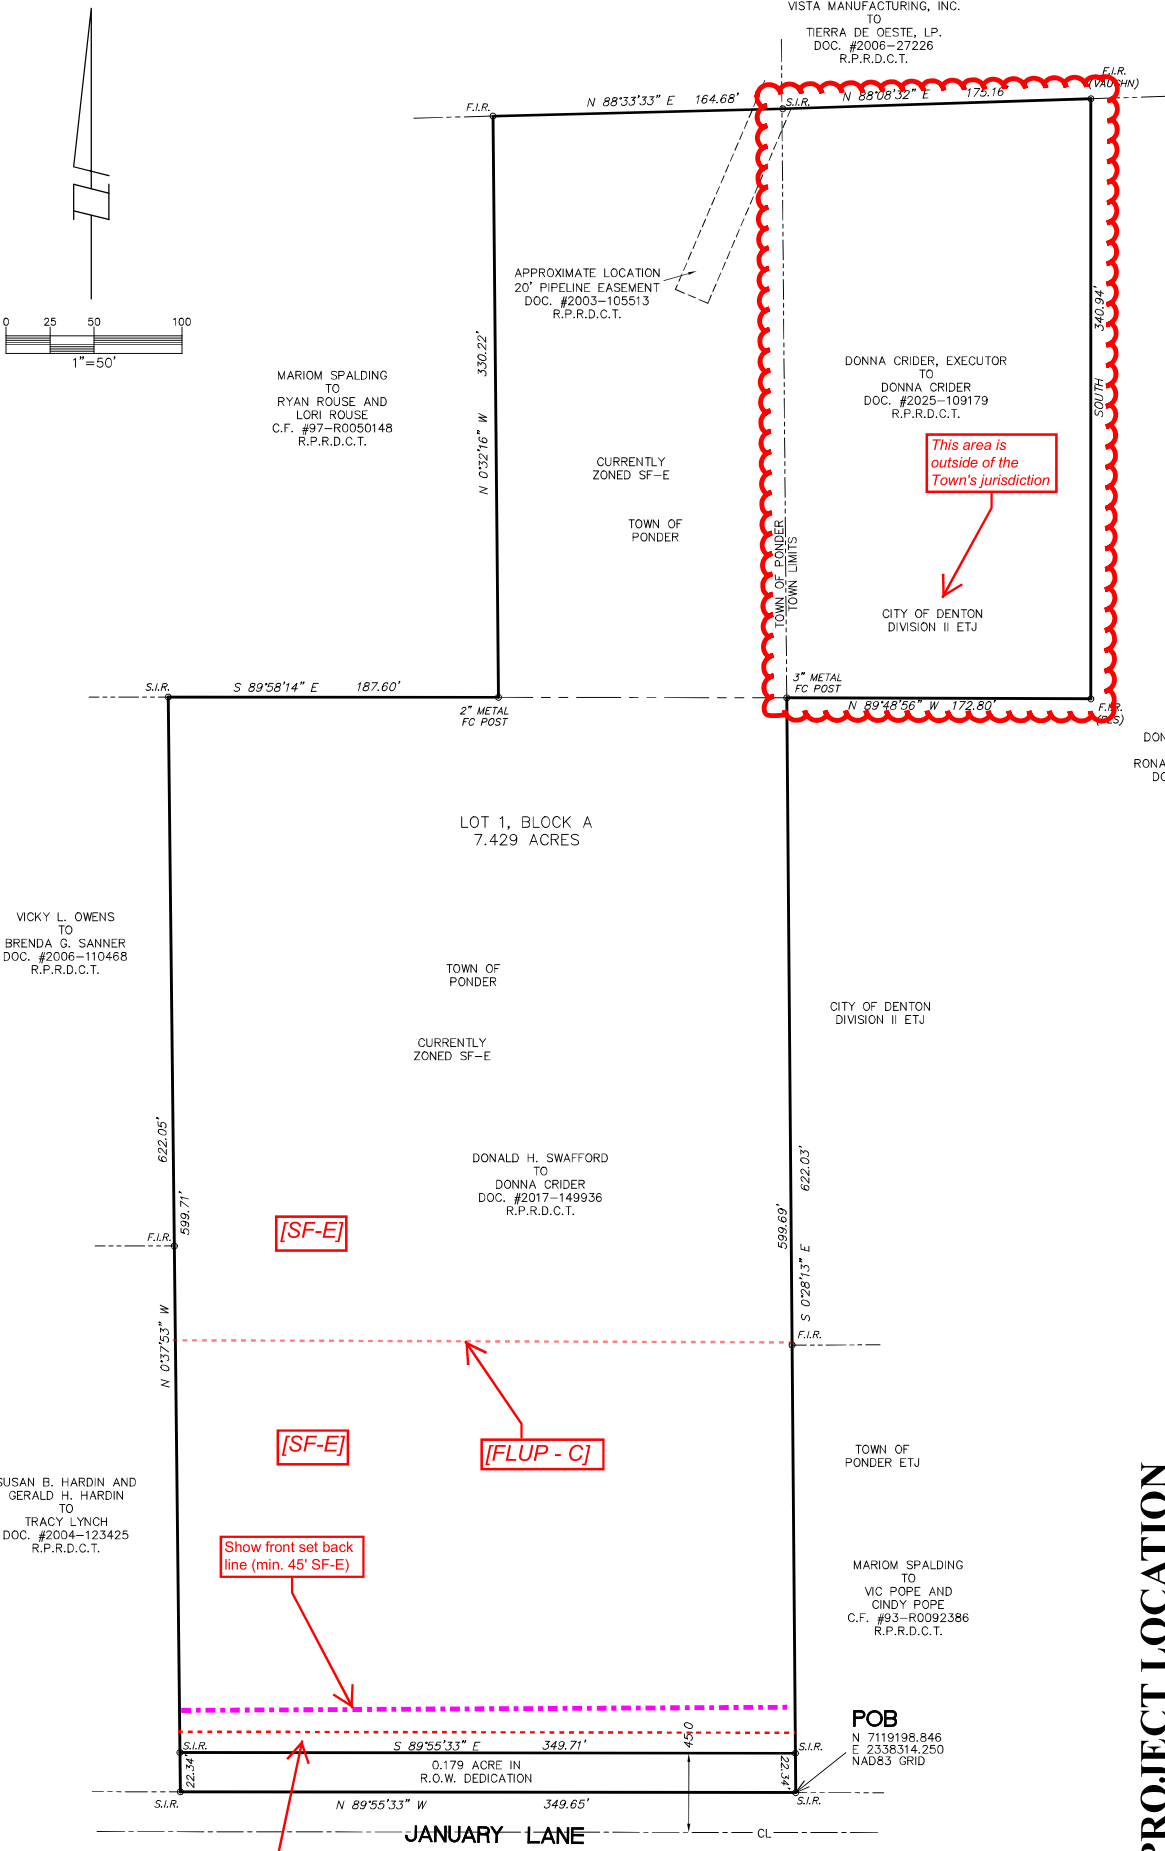 VISTA MANUFACTURING, INC.
TO
TIERRA DE OESTE, LP.
DOC. #2006-27226
R.P.R.D.C.T.
F.I.R.
(VAUGHN)
F.I.R.
N 88°33'33" E 164.68'
S.I.R.
N 88°08'32" E 175.16'
0 25 50 100
1"=50'
APPROXIMATE LOCATION
20' PIPELINE EASEMENT
DOC. #2003-105513
R.P.R.D.C.T.
N 0°32'16" W 330.22'
SOUTH 340.94'
MARIOM SPALDING
TO
RYAN ROUSE AND
LORI ROUSE
C.F. #97-R0050148
R.P.R.D.C.T.
DONNA CRIDER, EXECUTOR
TO
DONNA CRIDER
DOC. #2025-109179
R.P.R.D.C.T.
This area is
outside of the
Town's jurisdiction
CURRENTLY
ZONED SF-E
TOWN OF
PONDER
TOWN OF PONDER
TOWN LIMITS
CITY OF DENTON
DIVISION II ETJ
S.I.R.
S 89°58'14" E 187.60'
2" METAL
FC POST
3" METAL
FC POST
N 89°48'56" W 172.80'
F.I.R.
(PLS)
LOT 1, BLOCK A
7.429 ACRES
VICKY L. OWENS
TO
BRENDA G. SANNER
DOC. #2006-110468
R.P.R.D.C.T.
TOWN OF
PONDER
CITY OF DENTON
DIVISION II ETJ
CURRENTLY
ZONED SF-E
622.05'
599.71'
N 0°37'53" W
DONALD H. SWAFFORD
TO
DONNA CRIDER
DOC. #2017-149936
R.P.R.D.C.T.
622.03'
599.69'
S 0°28'13" E
[SF-E]
F.I.R.
F.I.R.
[SF-E]
[FLUP - C]
TOWN OF
PONDER ETJ
SUSAN B. HARDIN AND
GERALD H. HARDIN
TO
TRACY LYNCH
DOC. #2004-123425
R.P.R.D.C.T.
Show front set back
line (min. 45' SF-E)
MARIOM SPALDING
TO
VIC POPE AND
CINDY POPE
C.F. #93-R0092386
R.P.R.D.C.T.
PROJECT LOCATION
POB
N 7119198.846
E 2338314.250
NAD83 GRID
S.I.R.
S 89°55'33" E 349.71'
45.0
S.I.R.
22.34'
0.179 ACRE IN
R.O.W. DEDICATION
22.34'
S.I.R.
N 89°55'33" W 349.65'
S.I.R.
JANUARY LANE
CL